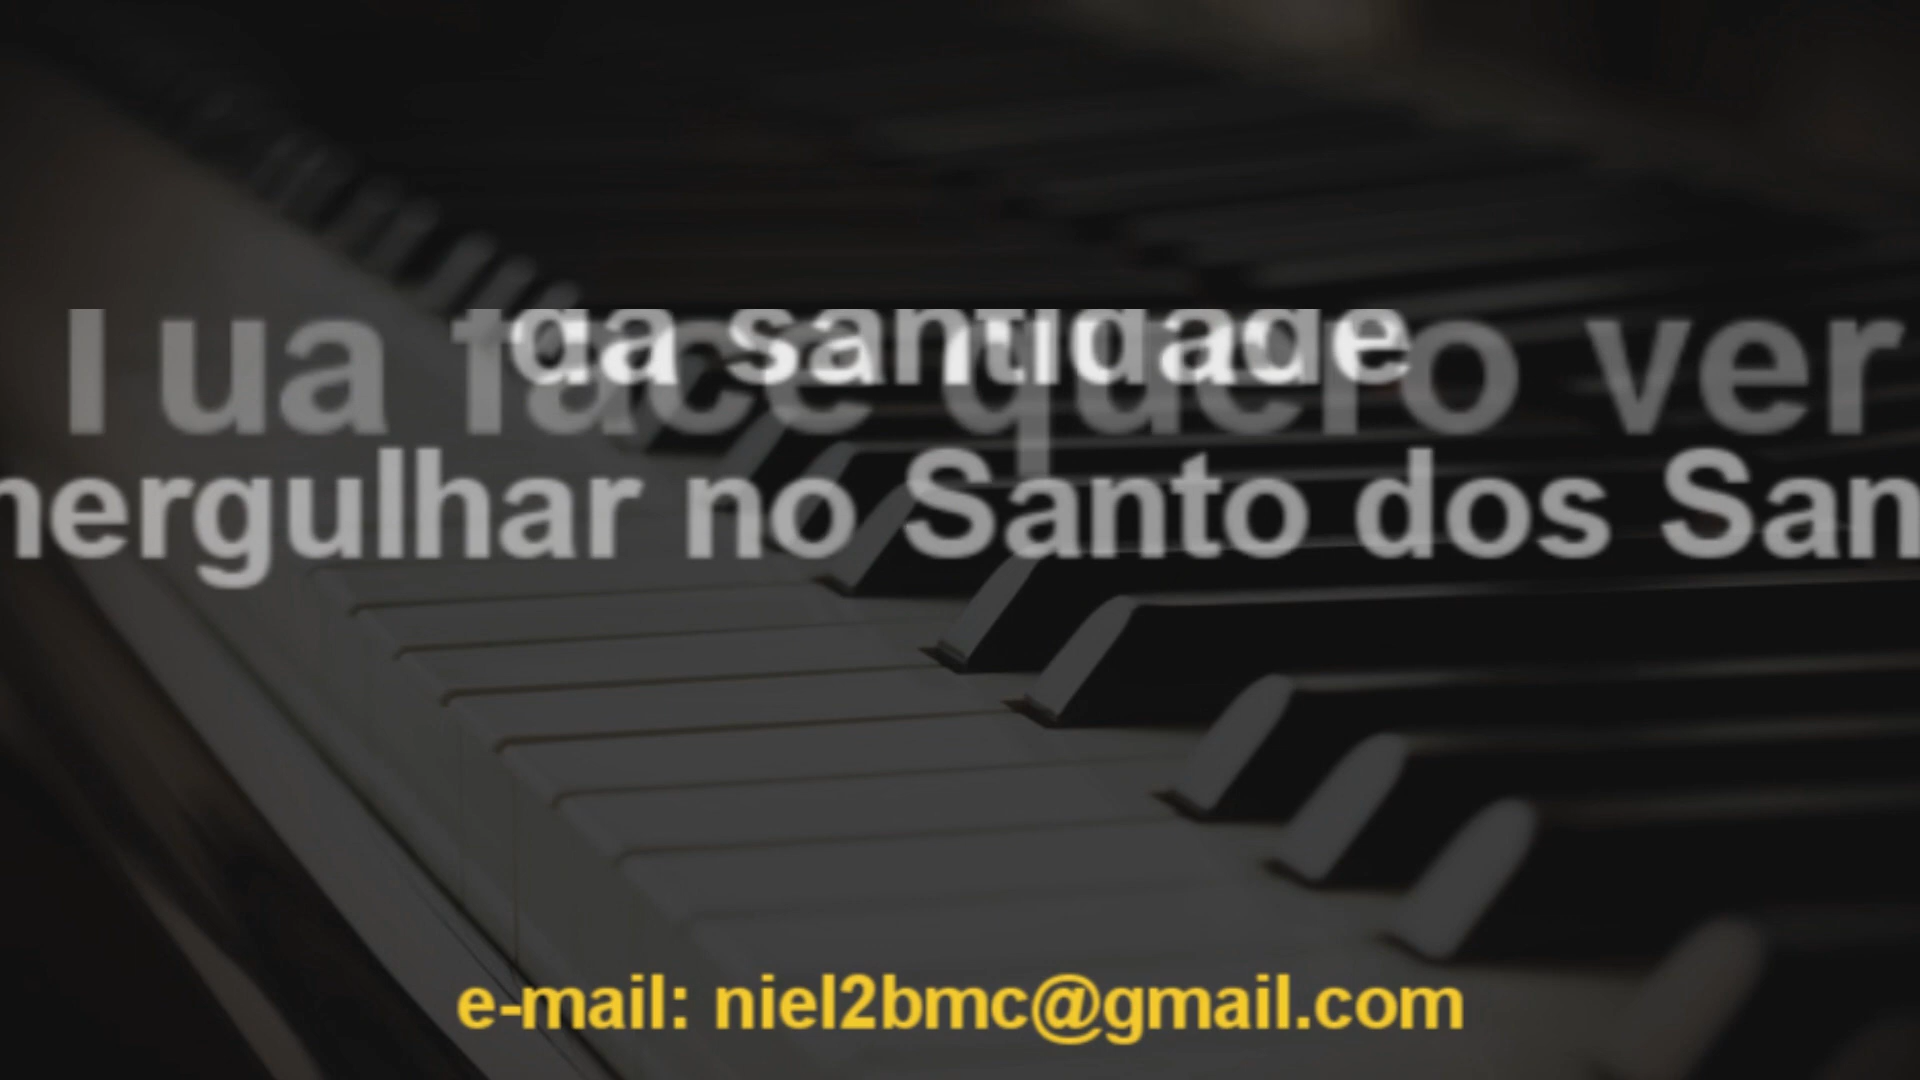 da santidade
Tua face quero ver
mergulhar no Santo dos San
e-mail: niel2bmc@gmail.com